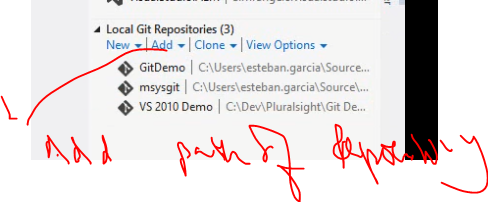 Local Git Repositories (3)
New Add Clone View Options
GitDemo | C:\Users\esteban.garcia\Source...
msysgit | C:\Users\esteban.garcia\Source\...
VS 2010 Demo | C:\Dev\Pluralsight\Git De...
Add path of